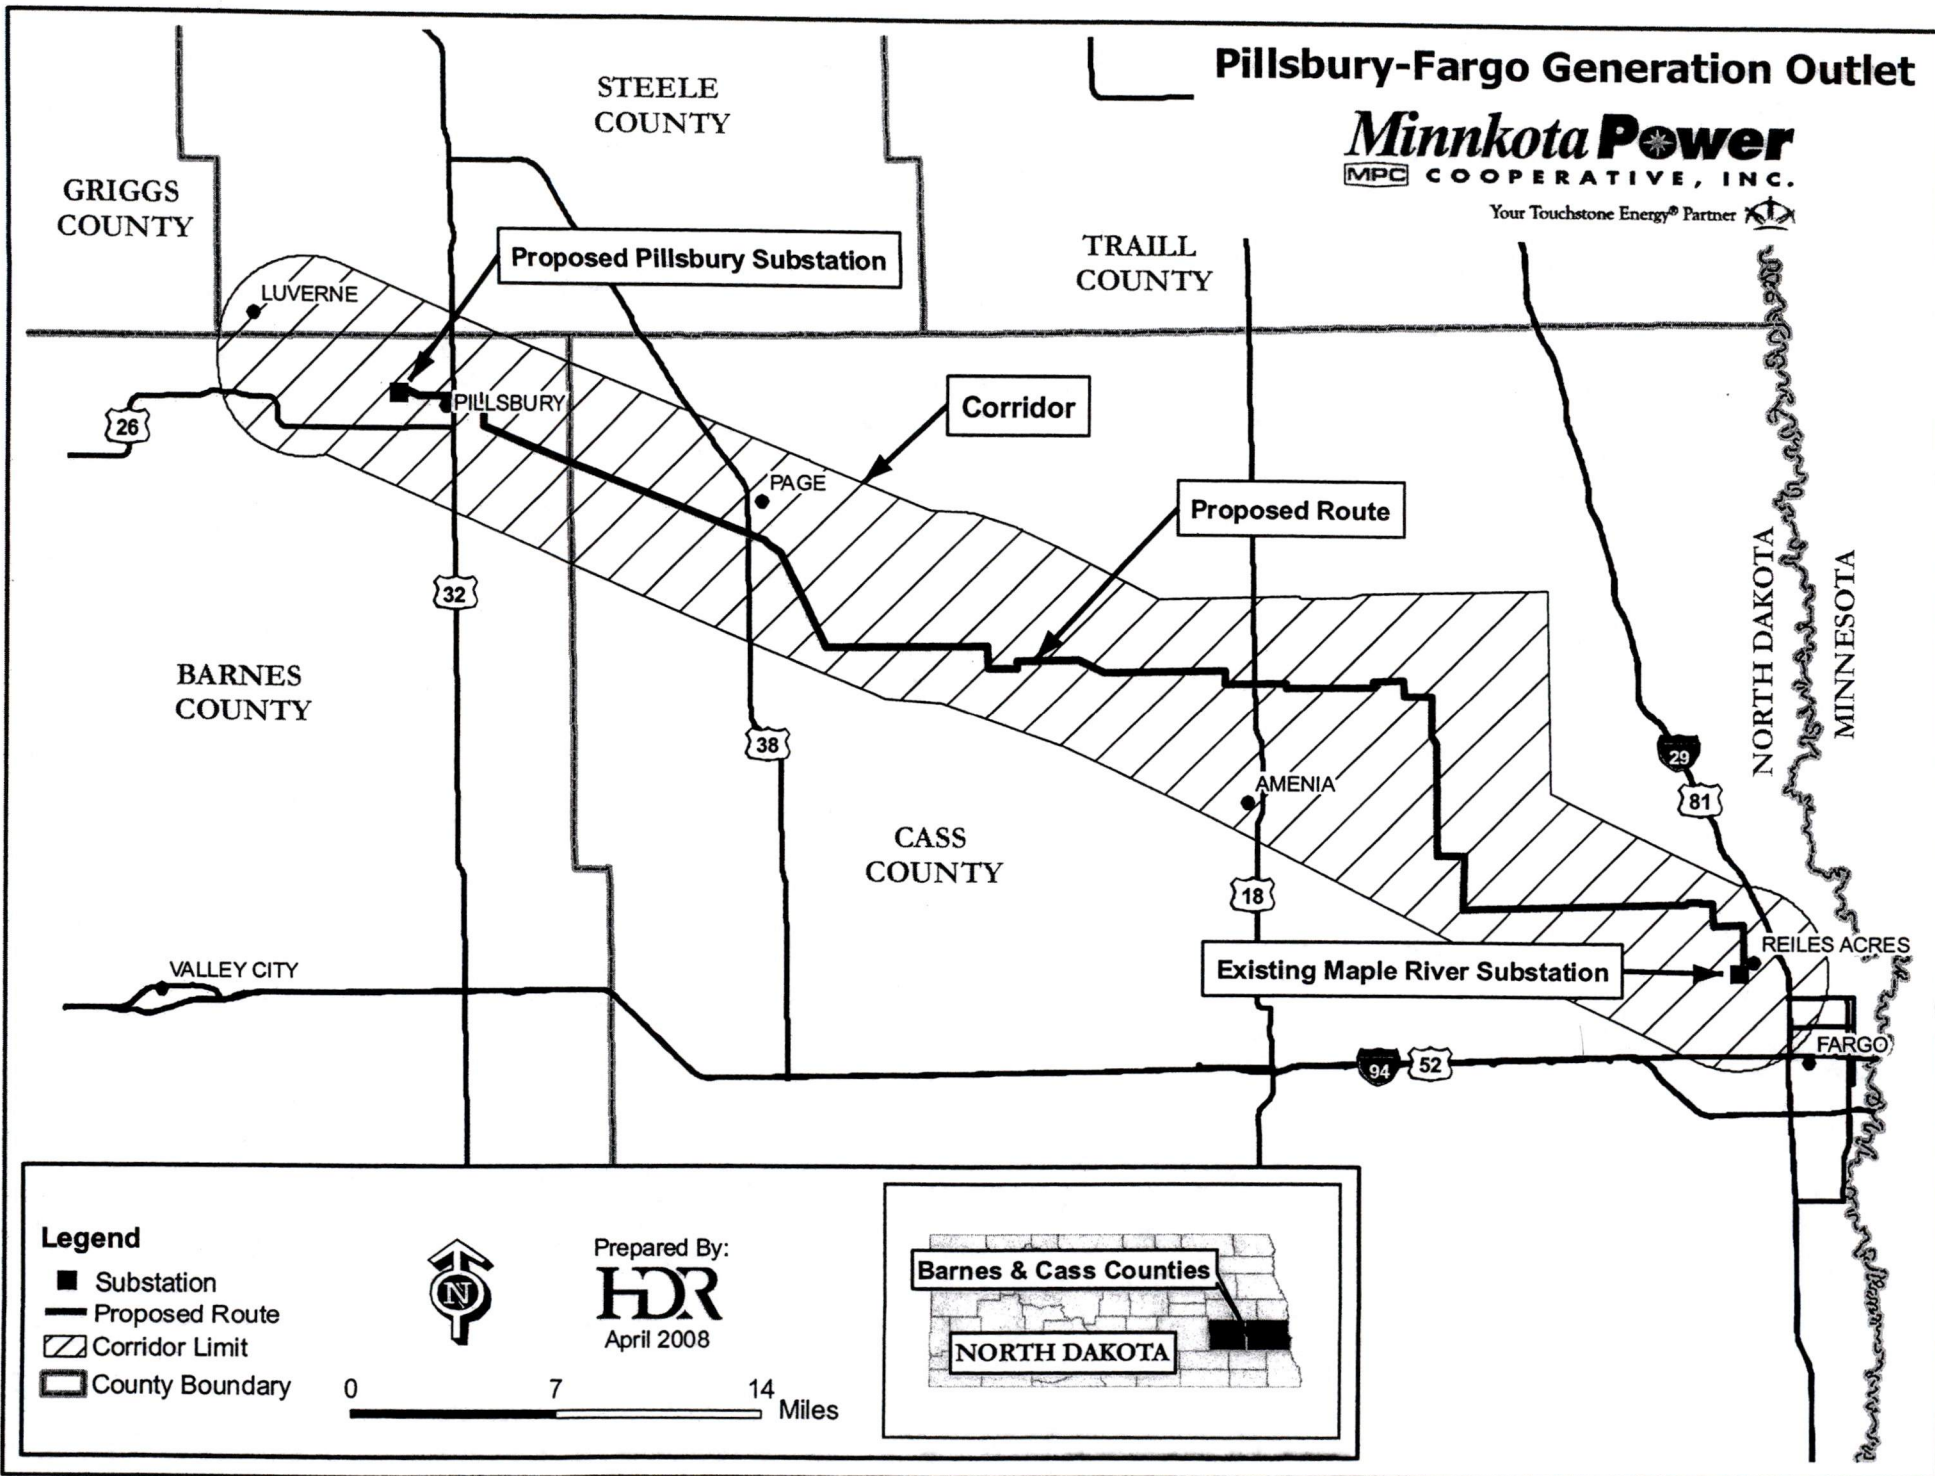 Pillsbury-Fargo Generation Outlet
Minnkota Power
MPC COOPERATIVE, INC.
Your Touchstone Energy® Partner
STEELE
COUNTY
GRIGGS
COUNTY
TRAILL
COUNTY
Proposed Pillsbury Substation
LUVERNE
PILLSBURY
26
Corridor
PAGE
Proposed Route
32
NORTH DAKOTA
MINNESOTA
BARNES
COUNTY
38
29
81
AMENIA
CASS
COUNTY
18
REILES ACRES
Existing Maple River Substation
VALLEY CITY
FARGO
94
52
Legend
Substation
Proposed Route
Corridor Limit
County Boundary
N
Prepared By:
HDR
April 2008
0 7 14
Miles
Barnes & Cass Counties
NORTH DAKOTA